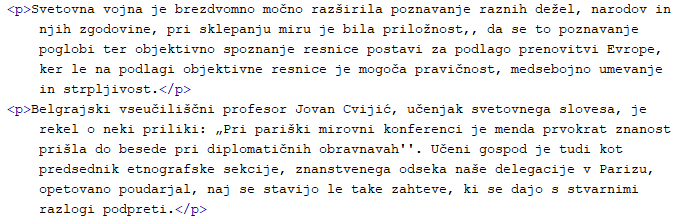 <p>Svetovna vojna je brezdvomno močno razširila poznavanje raznih dežel, narodov in
njih zgodovine, pri sklepanju miru je bila priložnost,, da se to poznavanje
poglobi ter objektivno spoznanje resnice postavi za podlago prenovitvi Evrope,
ker le na podlagi objektivne resnice je mogoča pravičnost, medsebojno umevanje
in strpljivost.</p>
<p>Belgrajski vseučiliščni profesor Jovan Cvijić, učenjak svetovnega slovesa, je
rekel o neki priliki: „Pri pariški mirovni konferenci je menda prvokrat znanost
prišla do besede pri diplomatičnih obravnavah''. Učeni gospod je tudi kot
predsednik etnografske sekcije, znanstvenega odseka naše delegacije v Parizu,
opetovano poudarjal, naj se stavijo le take zahteve, ki se dajo s stvarnimi
razlogi podpreti.</p>